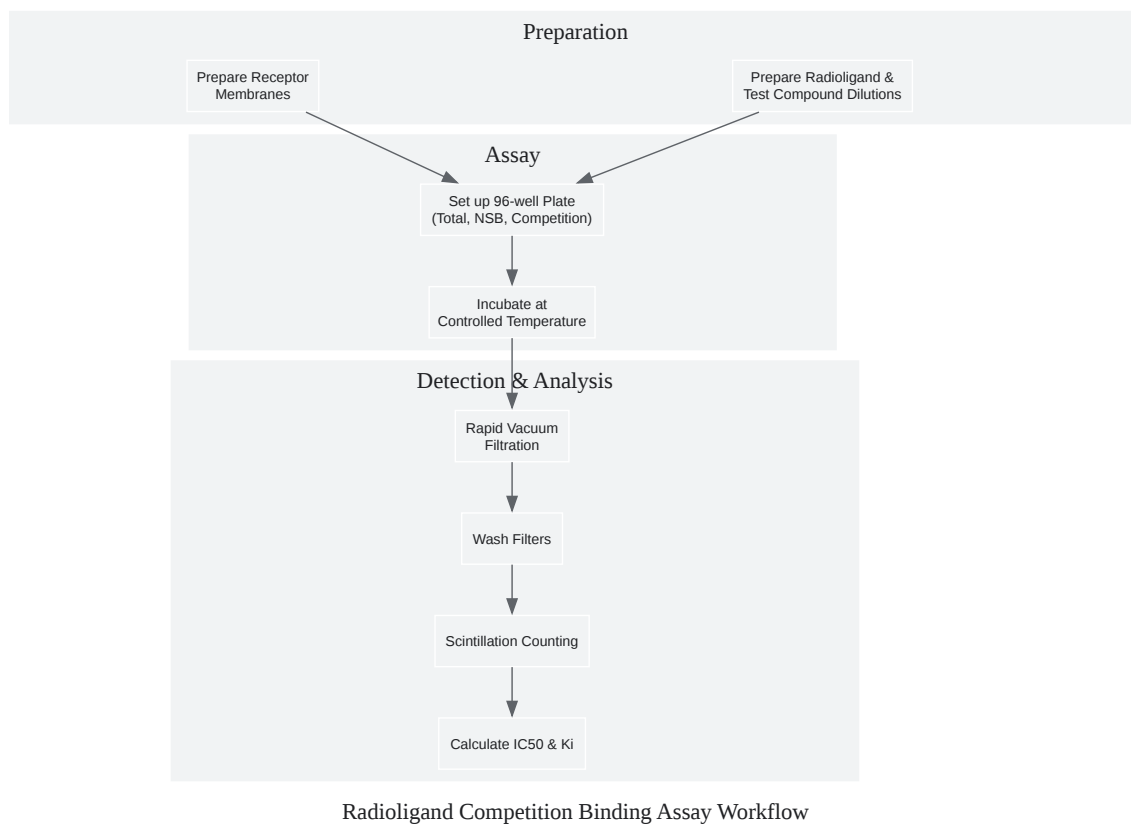 Preparation
Prepare Receptor
Membranes
Prepare Radioligand &
Test Compound Dilutions
Assay
Set up 96-well Plate
(Total, NSB, Competition)
Incubate at
Controlled Temperature
Detection & Analysis
Rapid Vacuum
Filtration
Wash Filters
Scintillation Counting
Calculate IC50 & Ki
Radioligand Competition Binding Assay Workflow